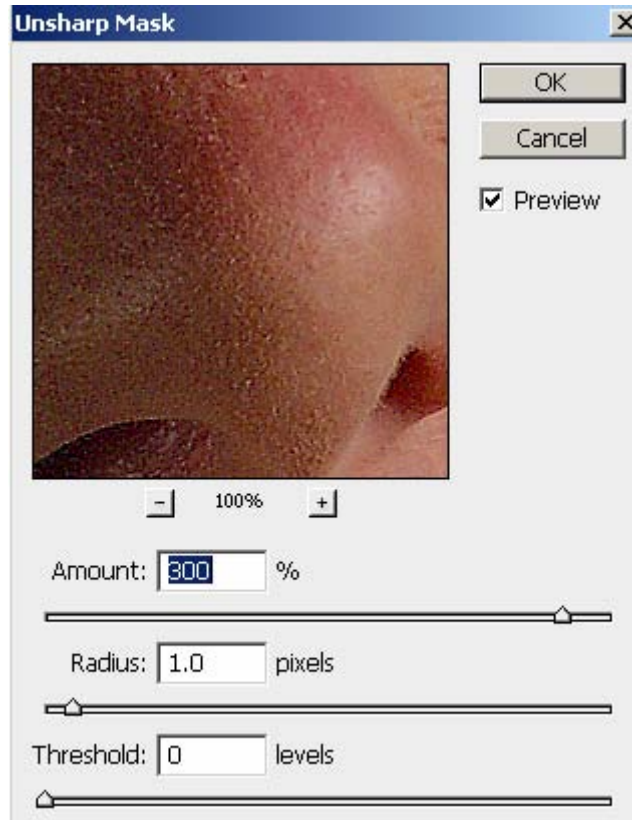 Unsharp Mask
OK
Cancel
Preview
- 100% +
Amount: 300 %
Radius: 1.0 pixels
Threshold: 0 levels